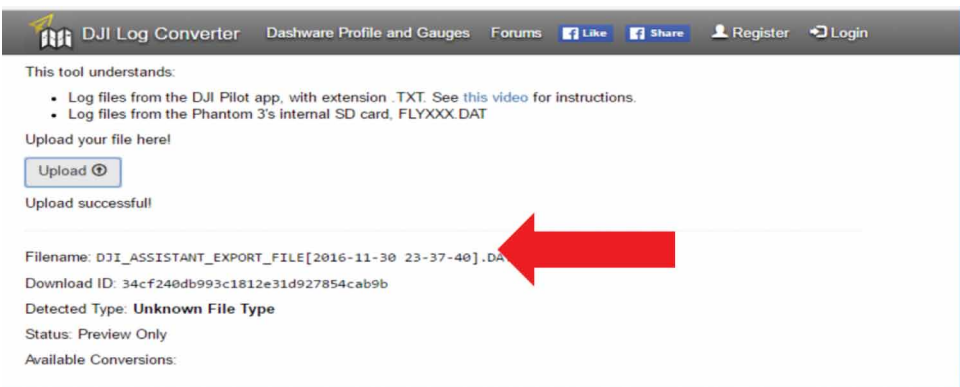 DJI Log Converter Dashware Profile and Gauges Forums Like Share Register Login
This tool understands:
• Log files from the DJI Pilot app, with extension .TXT. See this video for instructions.
• Log files from the Phantom 3's internal SD card, FLYXXX.DAT
Upload your file here!
Upload
Upload successful!
Filename: DJI_ASSISTANT_EXPORT_FILE[2016-11-30 23-37-40].DA
Download ID: 34cf240db993c1812e31d927854cab9b
Detected Type: Unknown File Type
Status: Preview Only
Available Conversions: